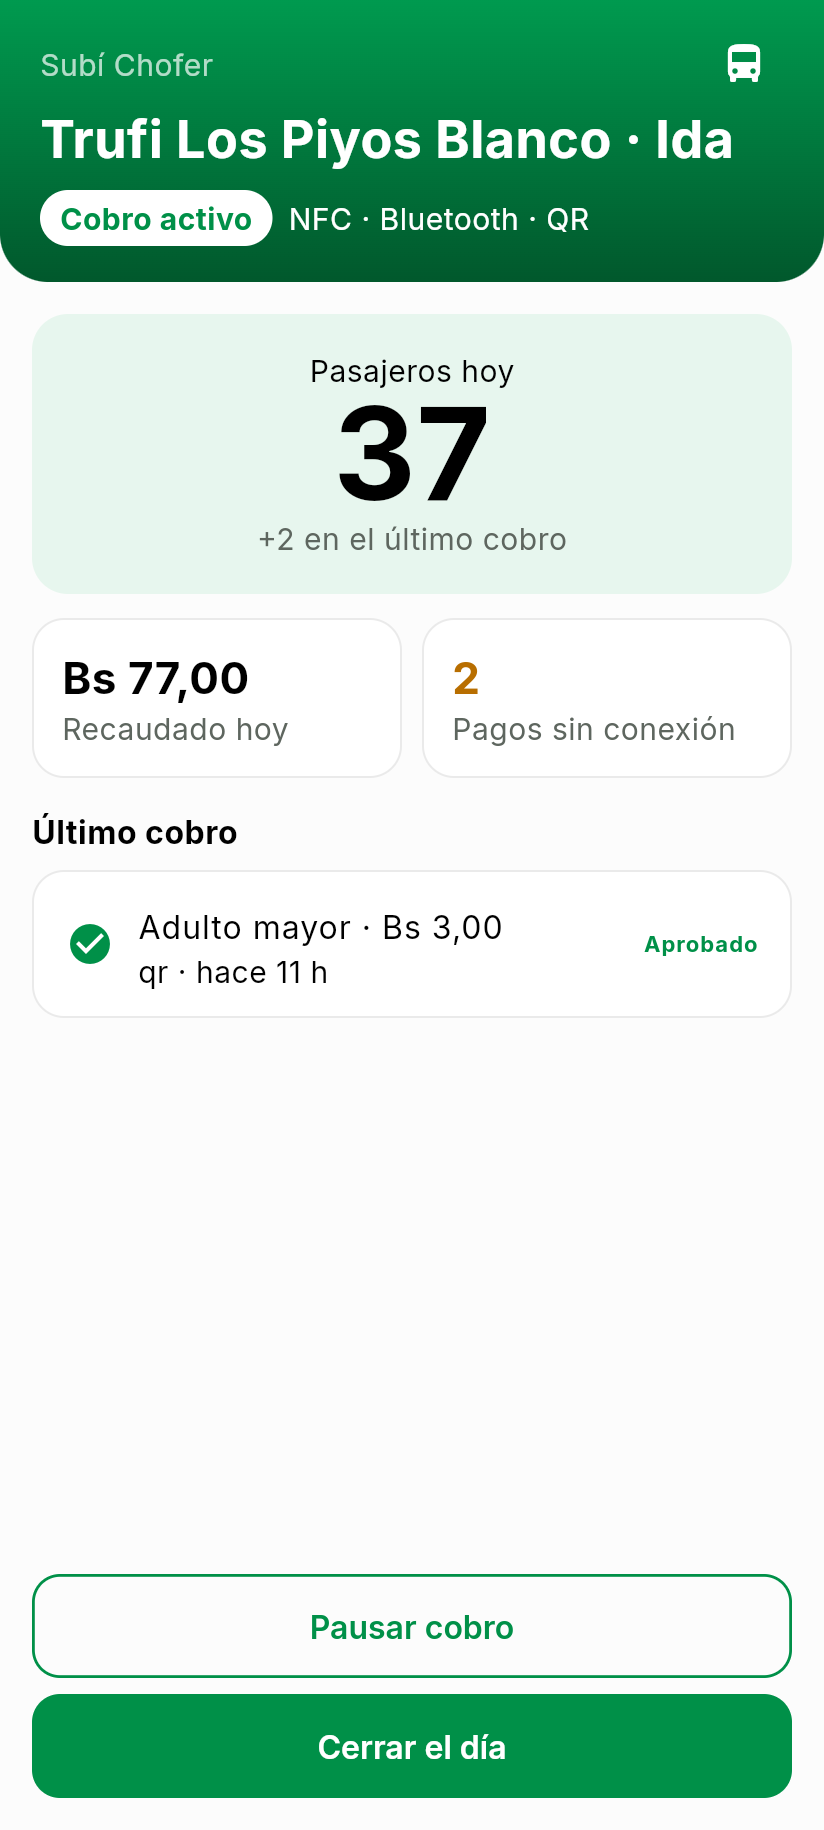 Subí Chofer
Trufi Los Piyos Blanco · Ida
Cobro activo NFC · Bluetooth · QR
Pasajeros hoy
37
+2 en el último cobro
Bs 77,00
Recaudado hoy
2
Pagos sin conexión
Último cobro
Adulto mayor · Bs 3,00
qr · hace 11 h
Aprobado
Pausar cobro
Cerrar el día